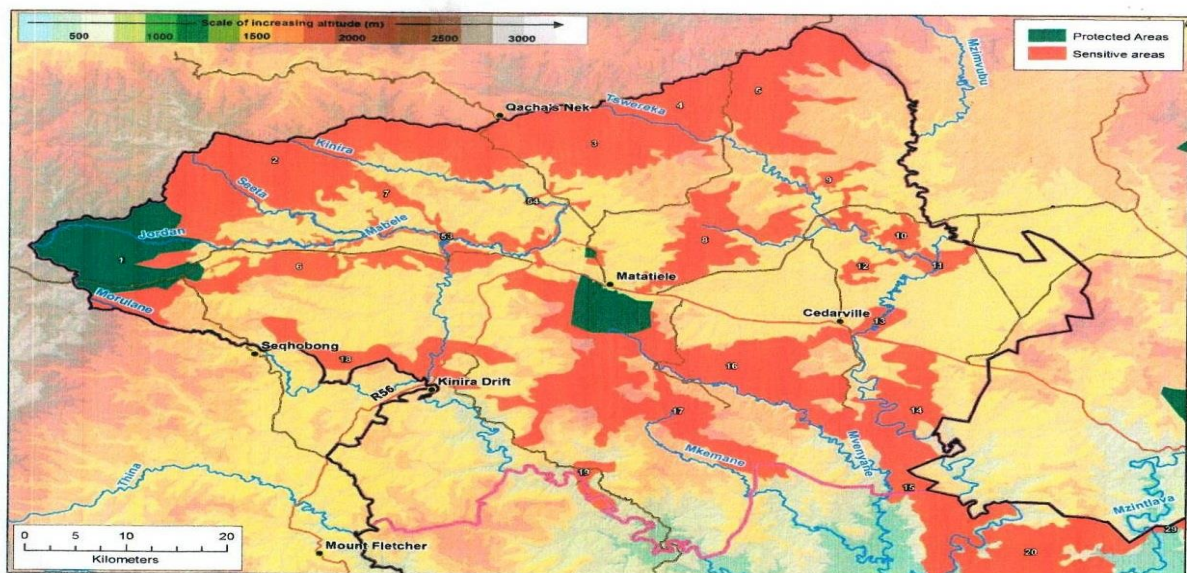 Scale of increasing altitude (m)
500 1000 1500 2000 2500 3000
Protected Areas
Sensitive areas
Mzimvubu
Qacha's Nek
Tswereka
4
5
Kinira
3
2
Seeta
7
9
64
Jordan
Mabele
53
8
10
1
6
12
11
Matatiele
Morulane
Cedarville
13
Seqhobong
18
16
R56
Kinira Drift
17
14
Mvenyane
Mkemane
Thina
19
15
Mzintlava
29
0 5 10 20
Kilometers
Mount Fletcher
20